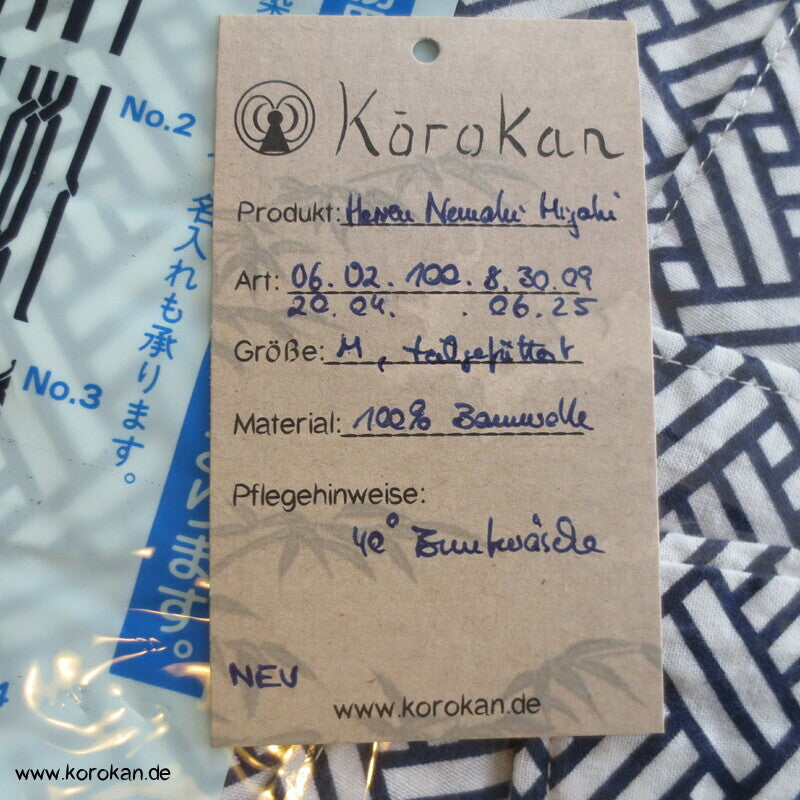 No.2
名入れも承ります。
No.3
Kōrokan
Produkt: Herren Nemaki Miyabi
Art: 06.02.100.8.30.09
20.04. . 06.25
Größe: M, teilgefüttert
Material: 100% Baumwolle
Pflegehinweise:
40° Buntwäsche
NEU
www.korokan.de
www.korokan.de